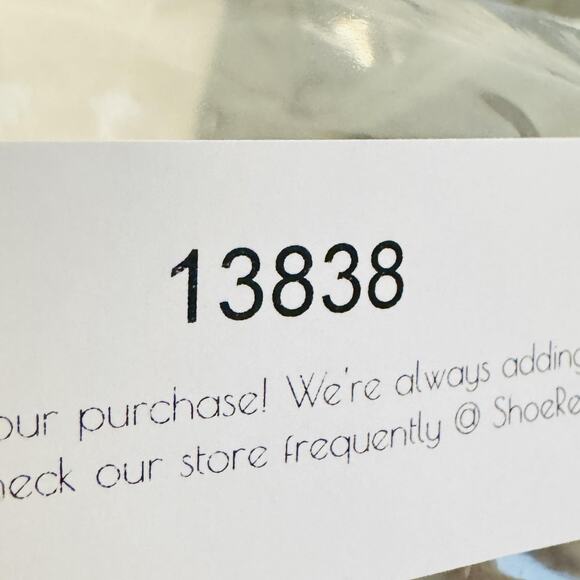 13838
our purchase! We're always adding
heck our store frequently @ ShoeRe